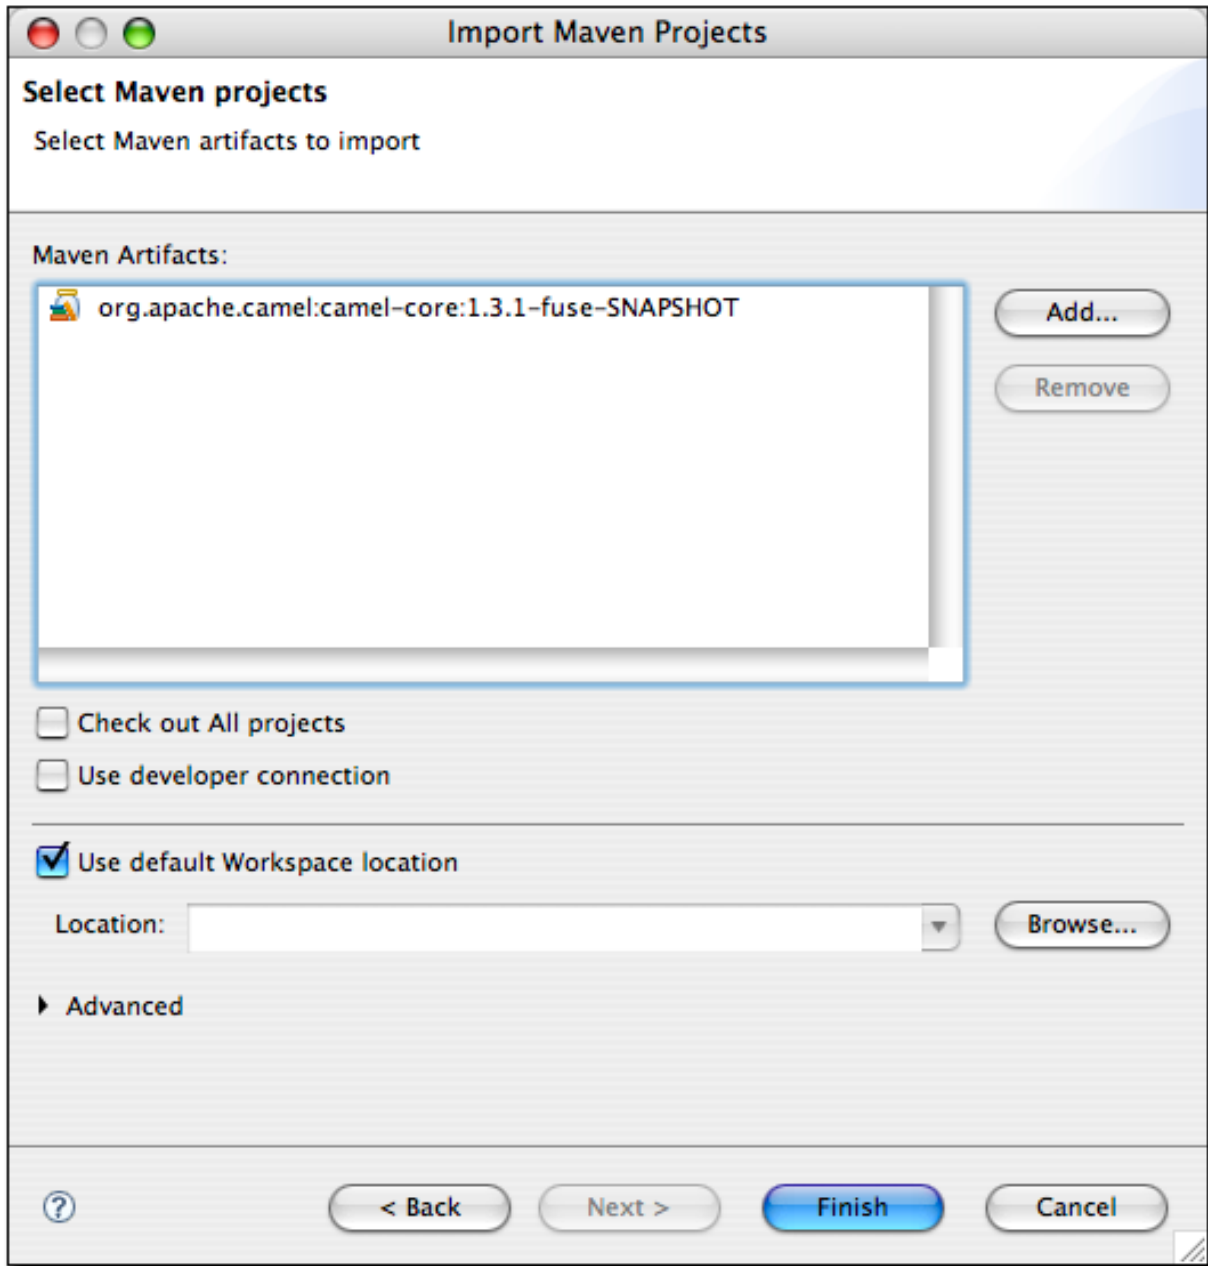 Import Maven Projects
Select Maven projects
Select Maven artifacts to import
Maven Artifacts:
org.apache.camel:camel-core:1.3.1-fuse-SNAPSHOT
Add...
Remove
Check out All projects
Use developer connection
Use default Workspace location
Location:
Browse...
Advanced
?
< Back
Next >
Finish
Cancel